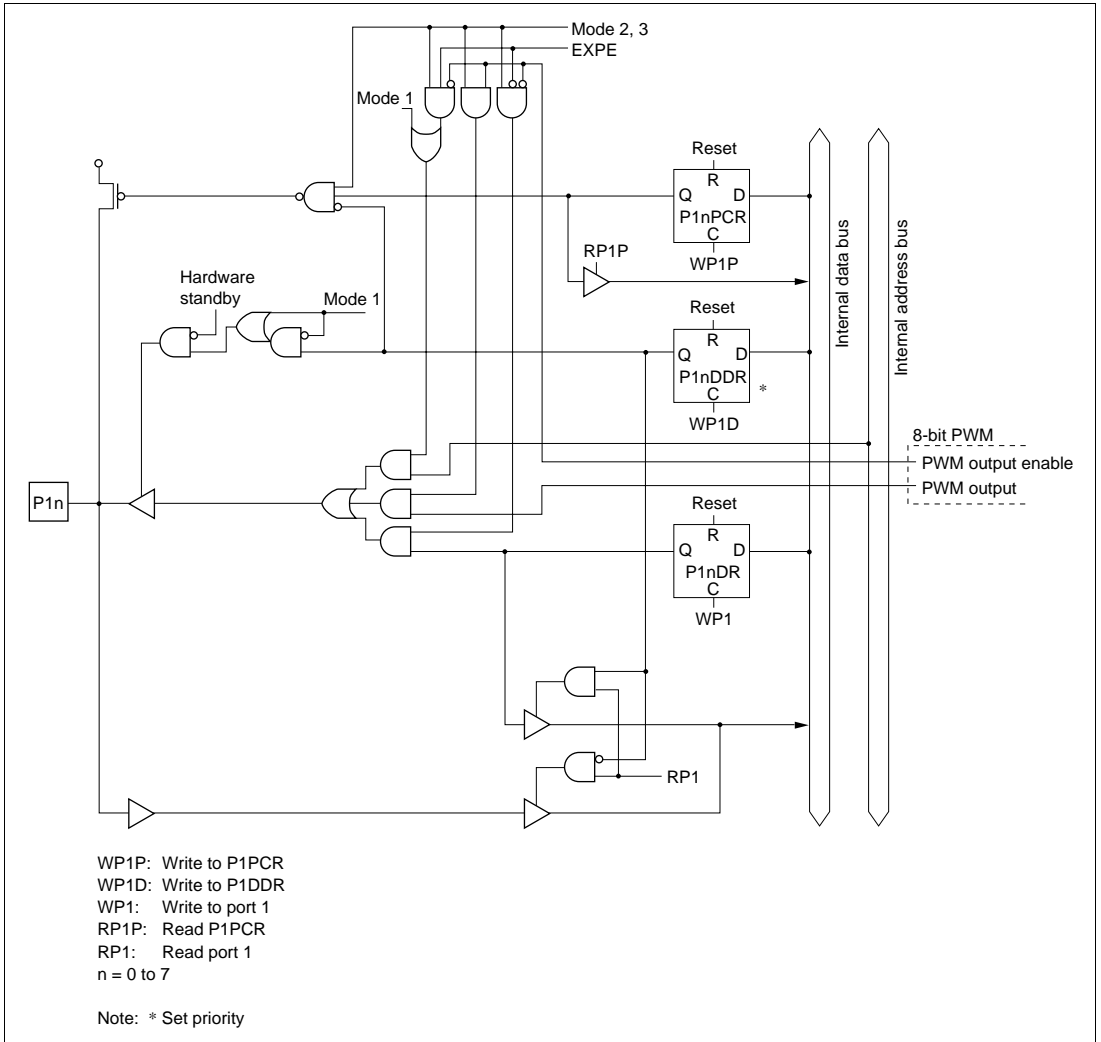 Mode 2, 3
EXPE
Mode 1
Reset
R
Q D
P1nPCR
C
WP1P
RP1P
Hardware
standby
Mode 1
Reset
R
Q D
P1nDDR
C
*
WP1D
Internal data bus
Internal address bus
8-bit PWM
PWM output enable
PWM output
P1n
Reset
R
Q D
P1nDR
C
WP1
RP1
WP1P: Write to P1PCR
WP1D: Write to P1DDR
WP1: Write to port 1
RP1P: Read P1PCR
RP1: Read port 1
n = 0 to 7
Note: * Set priority